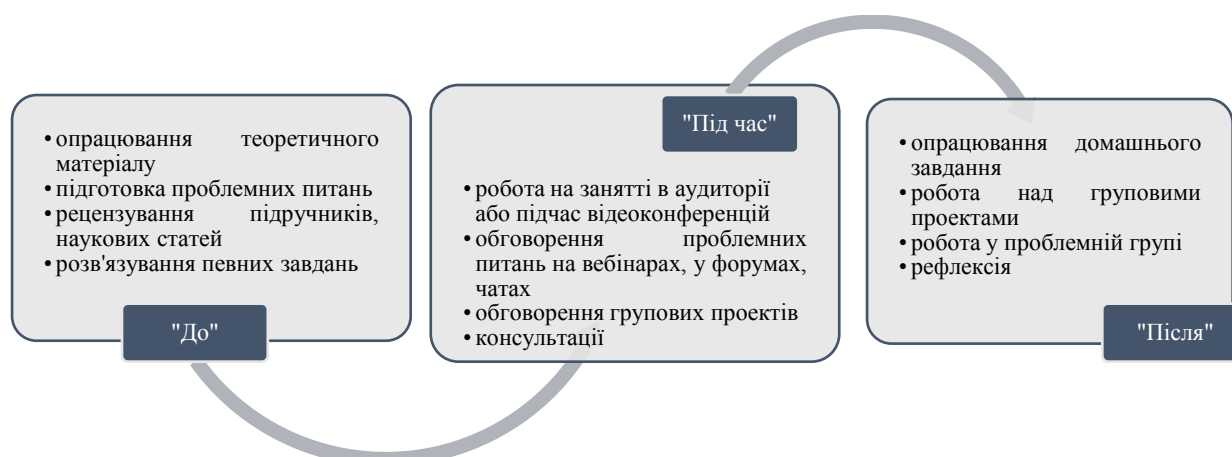 •опрацювання теоретичного
матеріалу
•підготовка проблемних питань
•рецензування підручників,
наукових статей
•розв'язування певних завдань
"До"
"Під час"
•робота на занятті в аудиторії
або підчас відеоконференцій
•обговорення проблемних
питань на вебінарах, у форумах,
чатах
•обговорення групових проектів
•консультації
•опрацювання домашнього
завдання
•робота над груповими
проектами
•робота у проблемній групі
•рефлексія
"Після"